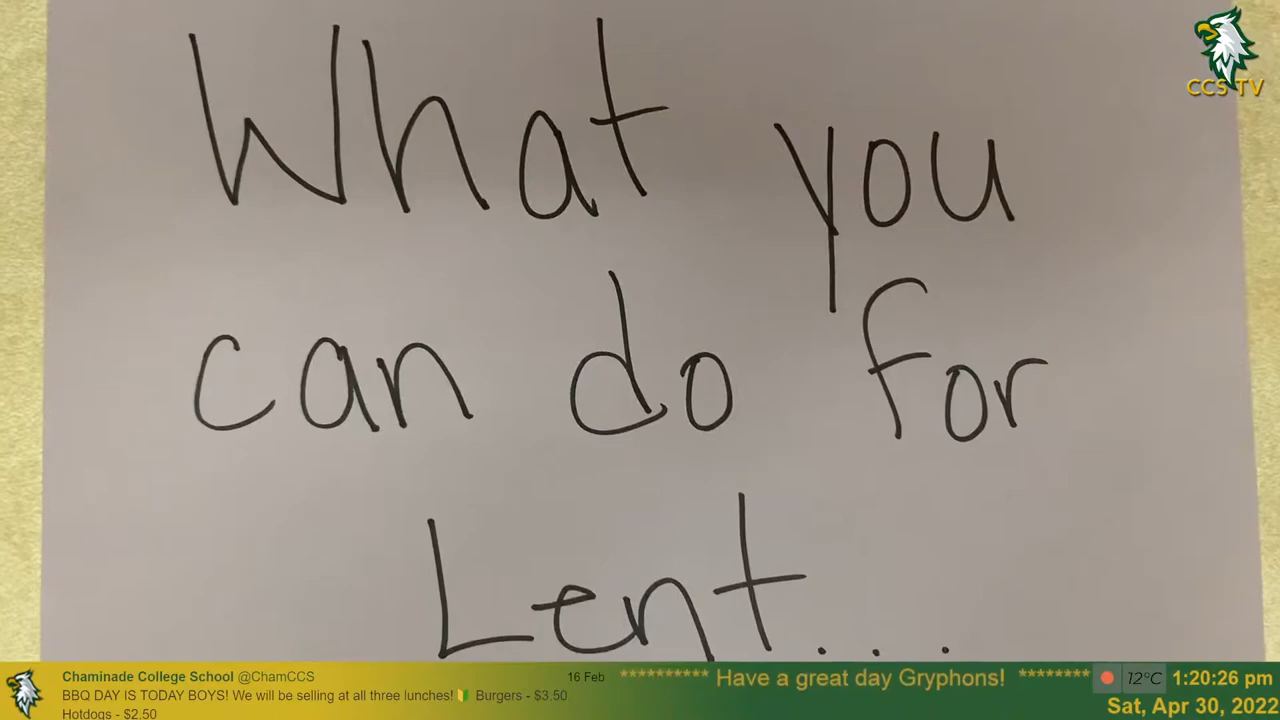 What you
can do for
Lent....
CCS TV
Chaminade College School @ChamCCS
16 Feb
BBQ DAY IS TODAY BOYS! We will be selling at all three lunches! Burgers - $3.50
Hotdogs - $2.50
********** Have a great day Gryphons! ********
12°C
1:20:26 pm
Sat, Apr 30, 2022